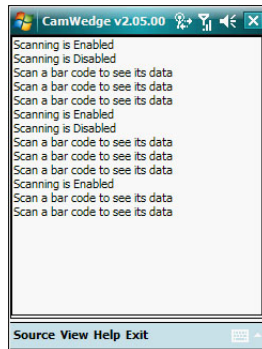 CamWedge v2.05.00
Scanning is Enabled
Scanning is Disabled
Scan a bar code to see its data
Scan a bar code to see its data
Scan a bar code to see its data
Scanning is Enabled
Scanning is Disabled
Scan a bar code to see its data
Scan a bar code to see its data
Scan a bar code to see its data
Scanning is Enabled
Scan a bar code to see its data
Scan a bar code to see its data
Source View Help Exit